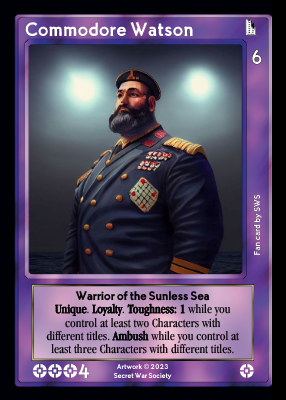 Commodore Watson
6
Fan card by SWS
Warrior of the Sunless Sea
Unique. Loyalty. Toughness: 1 while you
control at least two Characters with
different titles. Ambush while you control at
least three Characters with different titles.
4
Artwork © 2023
Secret War Society